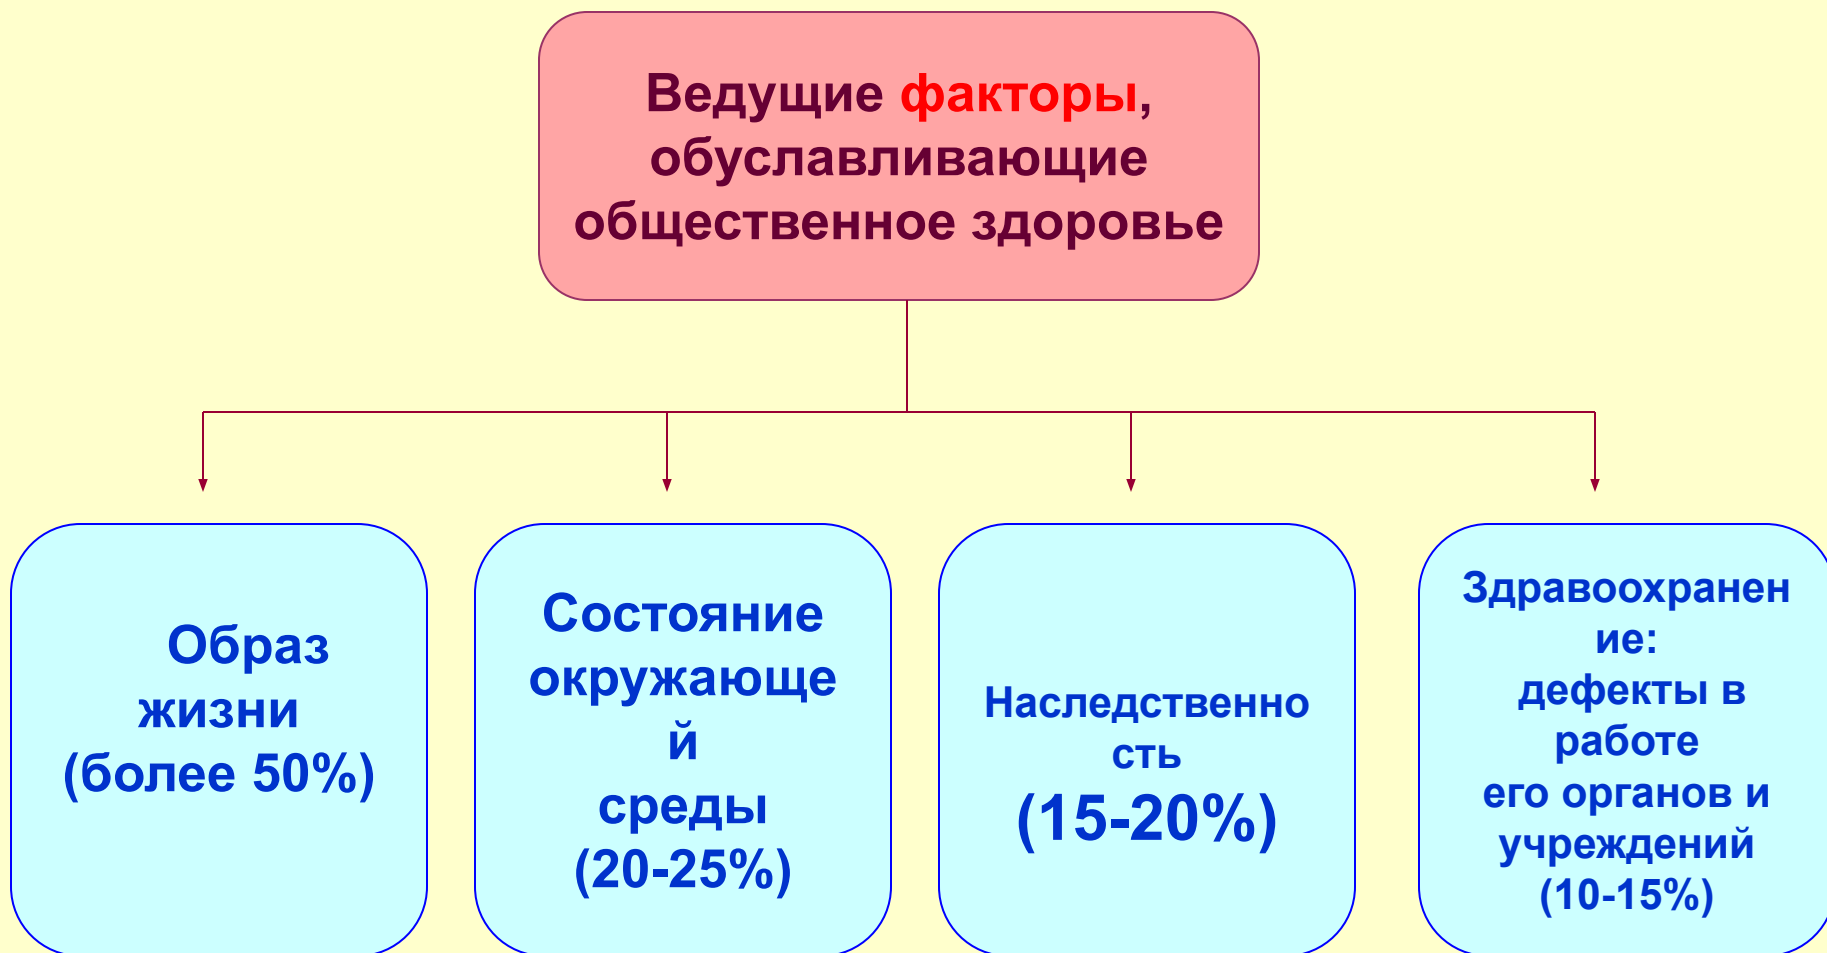 Ведущие факторы,
обуславливающие
общественное здоровье
Образ
жизни
(более 50%)
Состояние
окружающе
й
среды
(20-25%)
Наследственно
сть
(15-20%)
Здравоохранен
ие:
дефекты в
работе
его органов и
учреждений
(10-15%)